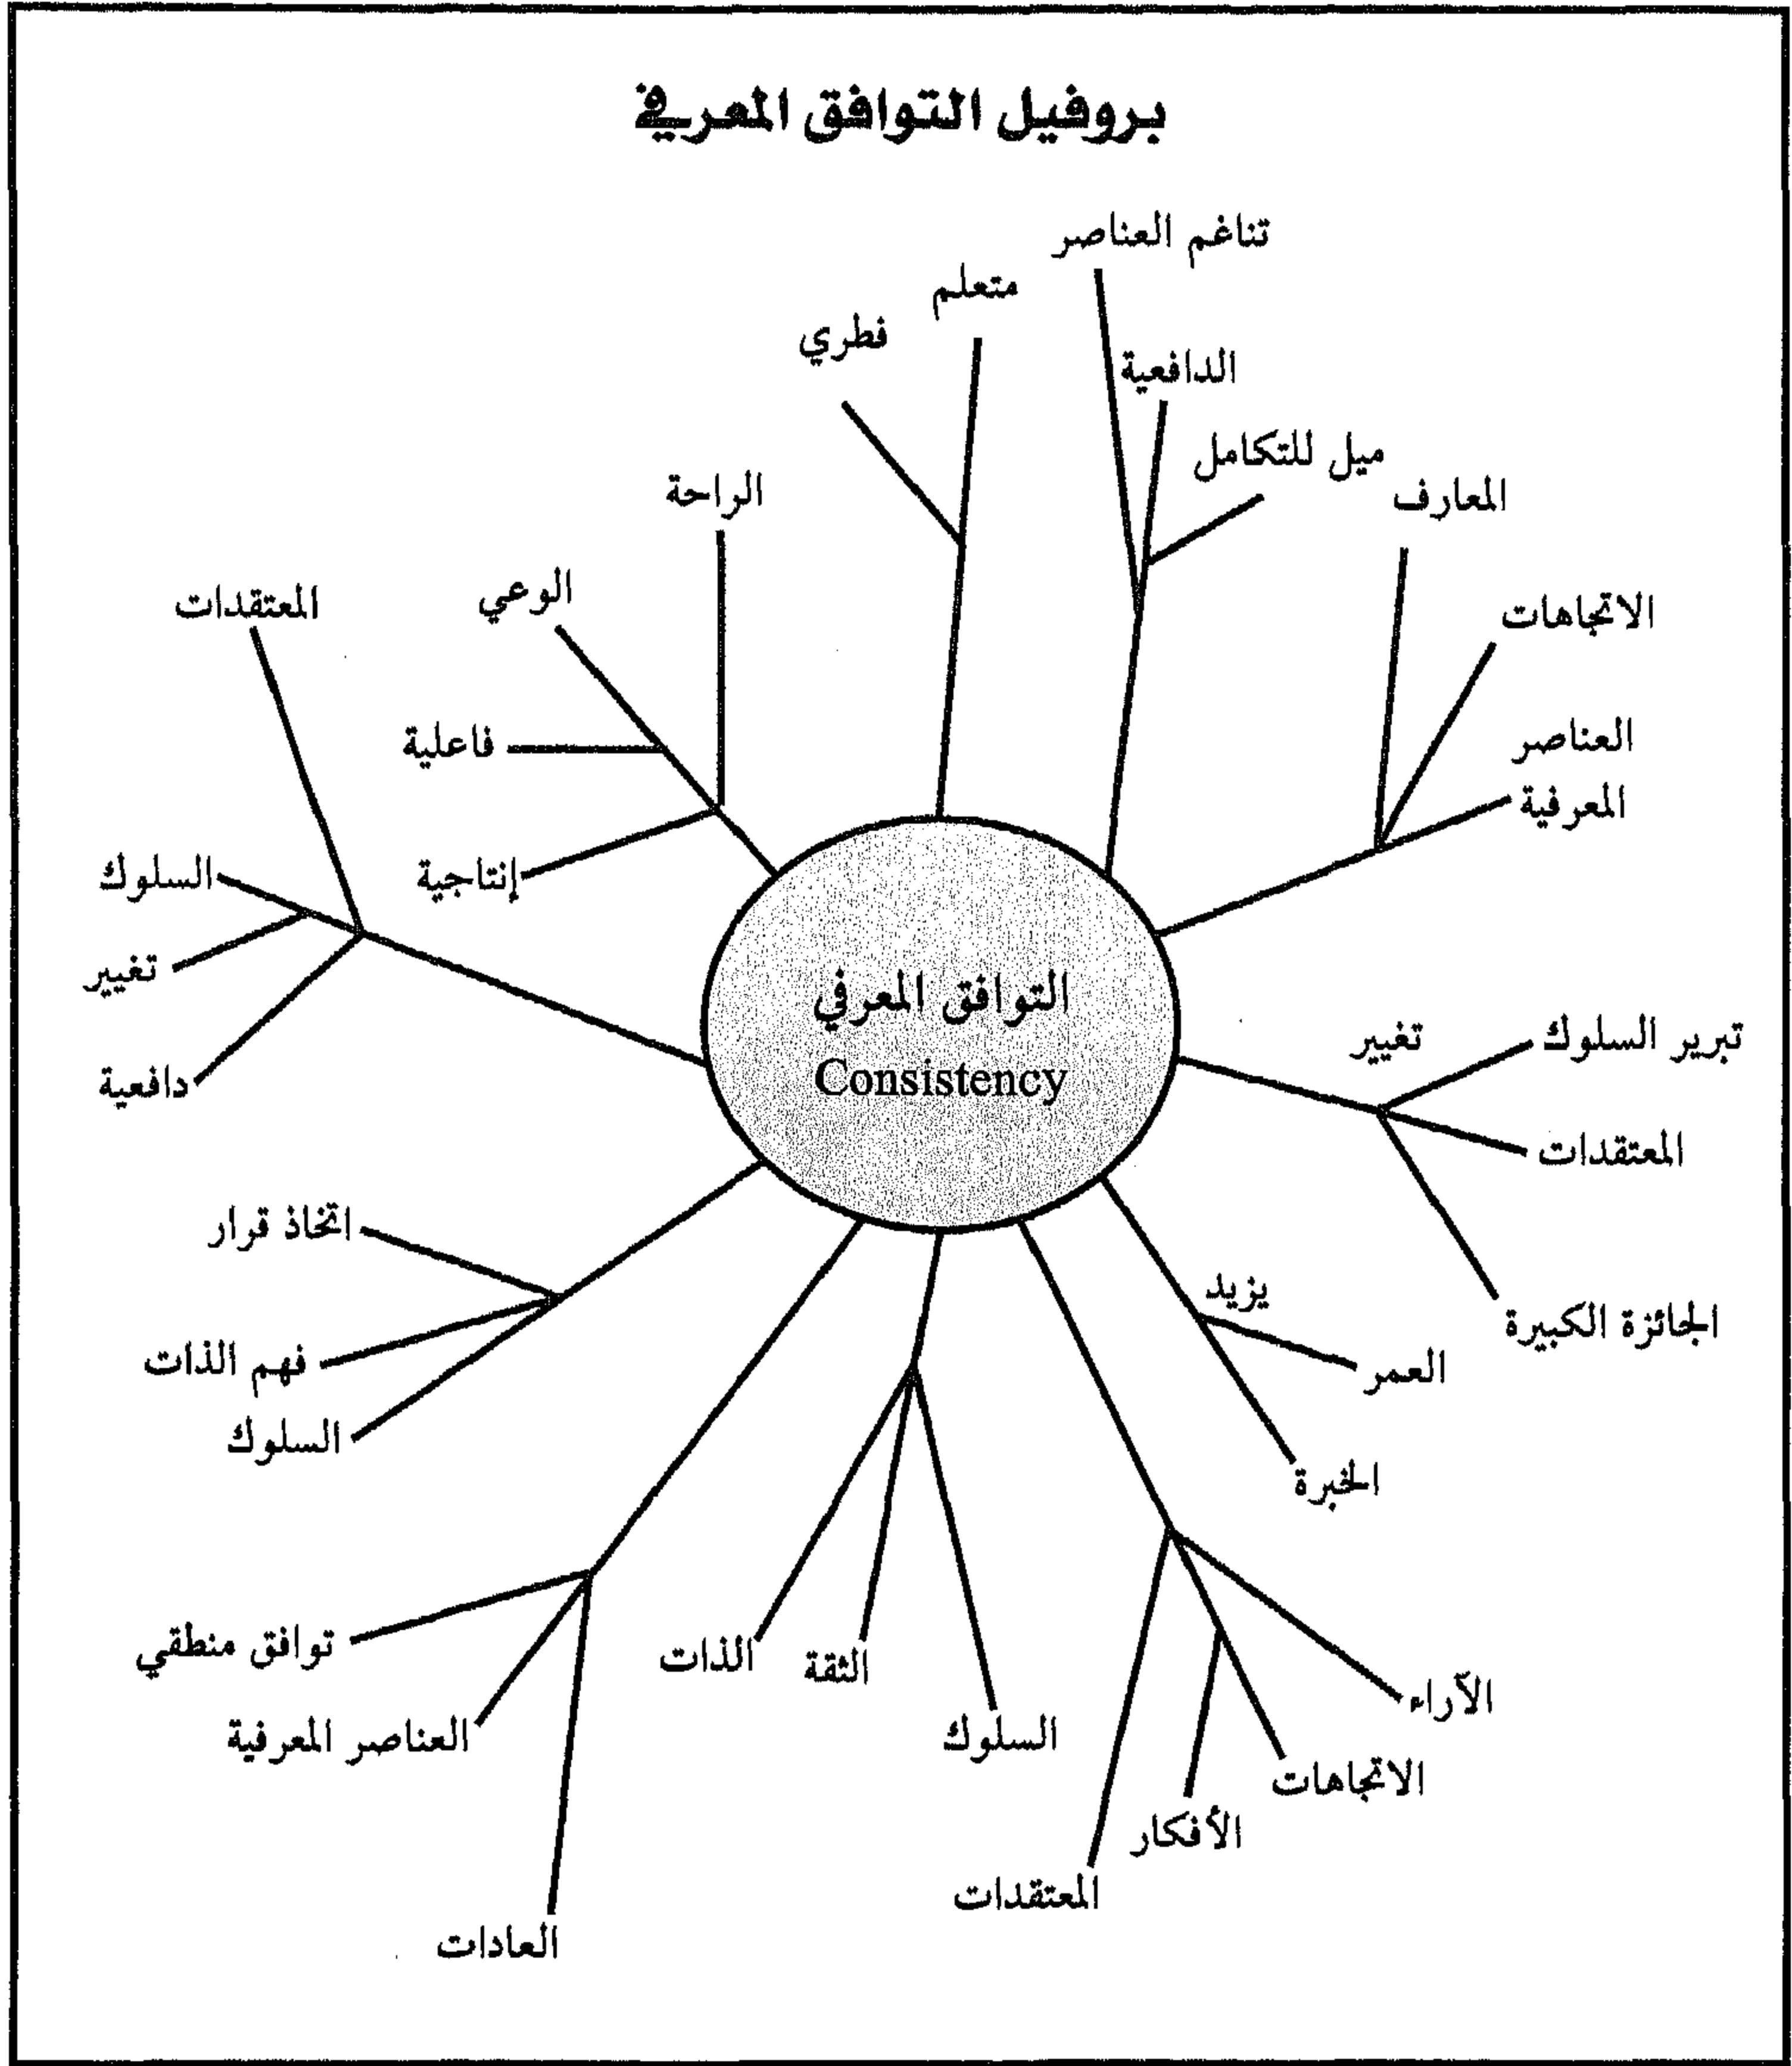 بروفيل التوافق المعرفي
تناغم العناصر
متعلم
فطري
الدافعية
ميل للتكامل
المعارف
الراحة
الوعي
المعتقدات
الاتجاهات
العناصر
المعرفية
فاعلية
إنتاجية
السلوك
تغيير
دافعية
التوافق المعرفي
Consistency
تغيير
تبرير السلوك
المعتقدات
الجائزة الكبيرة
يزيد
العمر
الخبرة
اتخاذ قرار
فهم الذات
السلوك
توافق منطقي
العناصر المعرفية
العادات
الذات
الثقة
السلوك
الآراء
الاتجاهات
الأفكار
المعتقدات